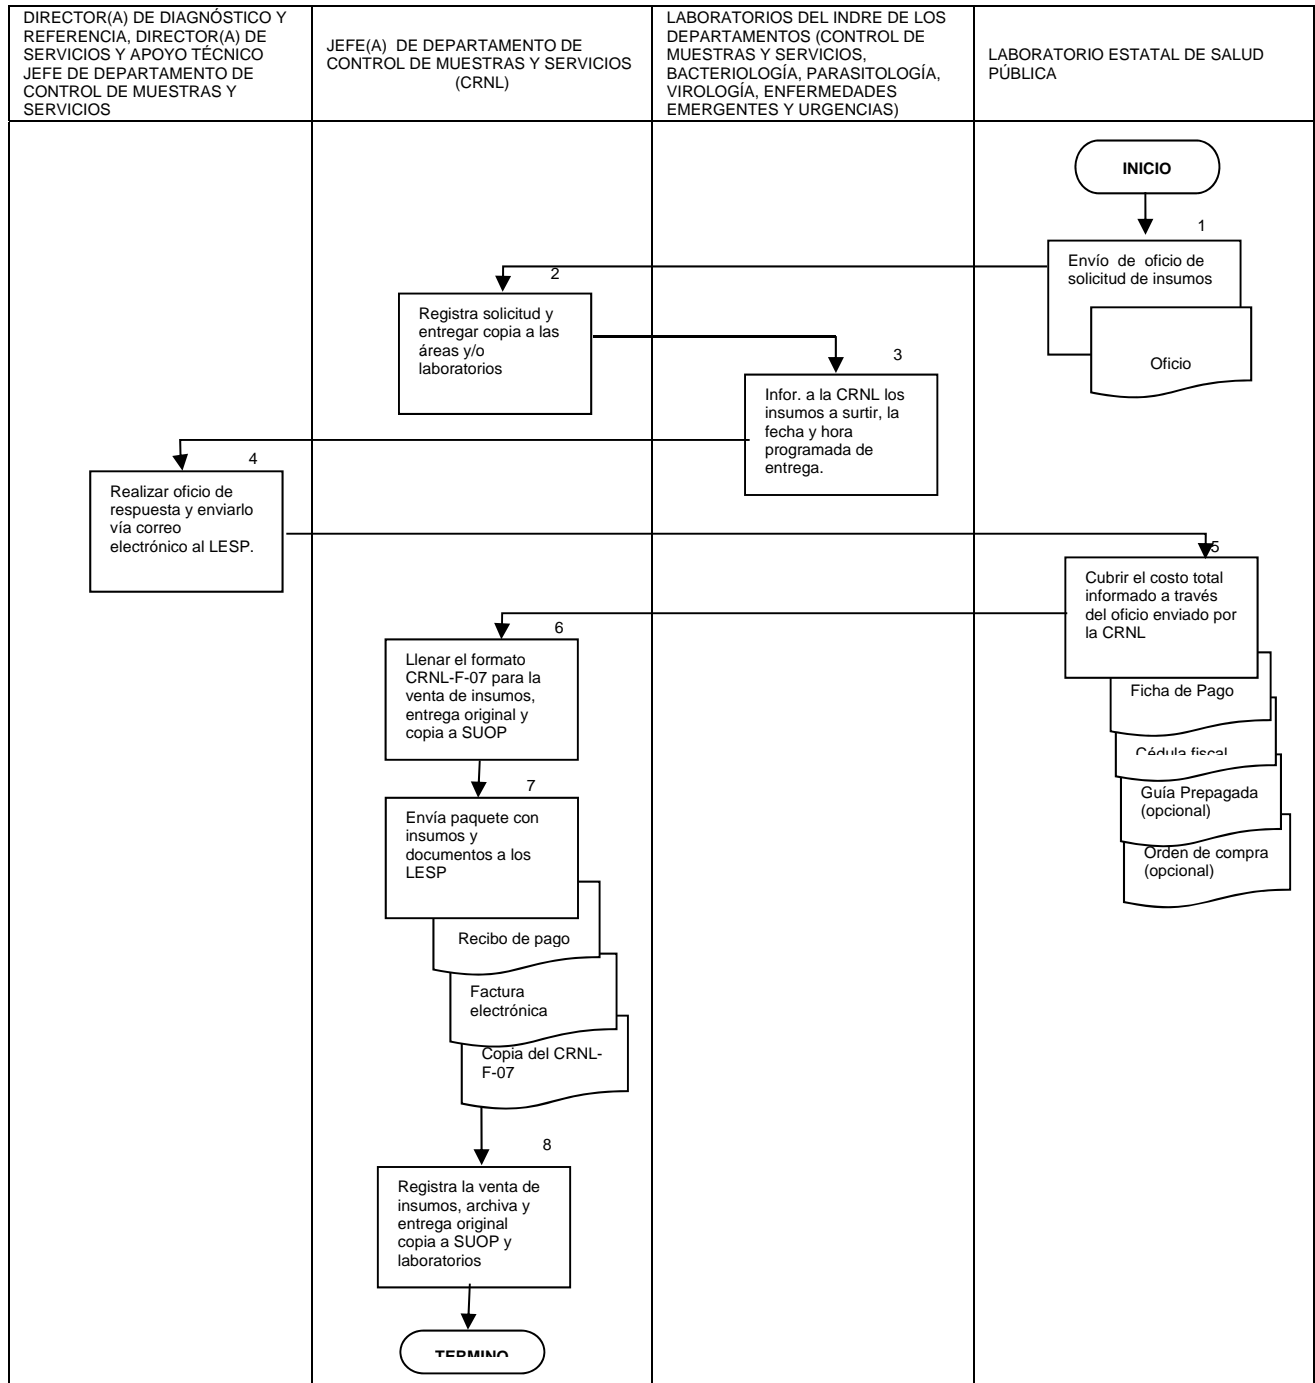 DIRECTOR(A) DE DIAGNÓSTICO Y
REFERENCIA, DIRECTOR(A) DE
SERVICIOS Y APOYO TÉCNICO
JEFE DE DEPARTAMENTO DE
CONTROL DE MUESTRAS Y
SERVICIOS
JEFE(A) DE DEPARTAMENTO DE
CONTROL DE MUESTRAS Y SERVICIOS
(CRNL)
LABORATORIOS DEL INDRE DE LOS
DEPARTAMENTOS (CONTROL DE
MUESTRAS Y SERVICIOS,
BACTERIOLOGÍA, PARASITOLOGÍA,
VIROLOGÍA, ENFERMEDADES
EMERGENTES Y URGENCIAS)
LABORATORIO ESTATAL DE SALUD
PÚBLICA
INICIO
1
Envío de oficio de
solicitud de insumos
Oficio
2
Registra solicitud y
entregar copia a las
áreas y/o
laboratorios
3
Infor. a la CRNL los
insumos a surtir, la
fecha y hora
programada de
entrega.
4
Realizar oficio de
respuesta y enviarlo
vía correo
electrónico al LESP.
5
Cubrir el costo total
informado a través
del oficio enviado por
la CRNL
Ficha de Pago
Cédula fiscal
Guía Prepagada
(opcional)
Orden de compra
(opcional)
6
Llenar el formato
CRNL-F-07 para la
venta de insumos,
entrega original y
copia a SUOP
7
Envía paquete con
insumos y
documentos a los
LESP
Recibo de pago
Factura
electrónica
Copia del CRNL-
F-07
8
Registra la venta de
insumos, archiva y
entrega original
copia a SUOP y
laboratorios
TERMINO